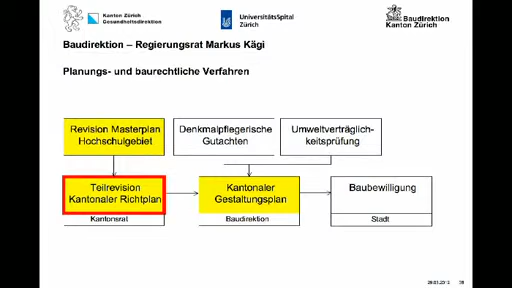 Kanton Zürich
Gesundheitsdirektion
UniversitätsSpital
Zürich
Baudirektion
Kanton Zürich
Baudirektion – Regierungsrat Markus Kägi
Planungs- und baurechtliche Verfahren
Revision Masterplan
Hochschulgebiet
Denkmalpflegerische
Gutachten
Umweltverträglich-
keitsprüfung
Teilrevision
Kantonaler Richtplan
Kantonsrat
Kantonaler
Gestaltungsplan
Baudirektion
Baubewilligung
Stadt